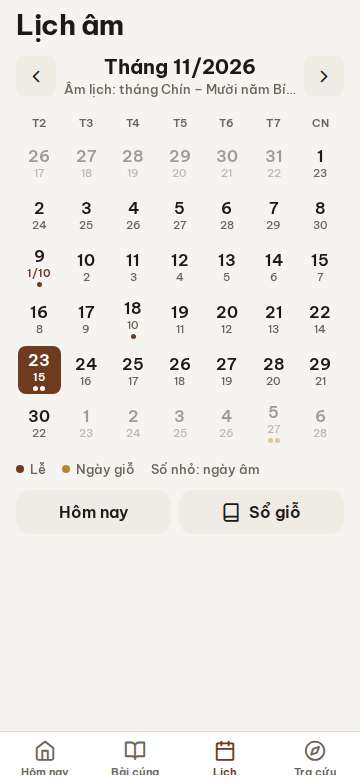 Lịch âm
Tháng 11/2026
Âm lịch: tháng Chín – Mười năm Bí...
T2 T3 T4 T5 T6 T7 CN
26 27 28 29 30 31 1
17 18 19 20 21 22 23
2 3 4 5 6 7 8
24 25 26 27 28 29 30
9 10 11 12 13 14 15
1/10 2 3 4 5 6 7
16 17 18 19 20 21 22
8 9 10 11 12 13 14
23 24 25 26 27 28 29
15 16 17 18 19 20 21
30 1 2 3 4 5 6
22 23 24 25 26 27 28
Lễ Ngày giỗ Số nhỏ: ngày âm
Hôm nay Sổ giỗ
Hôm nay Bài cúng Lịch Tra cứu